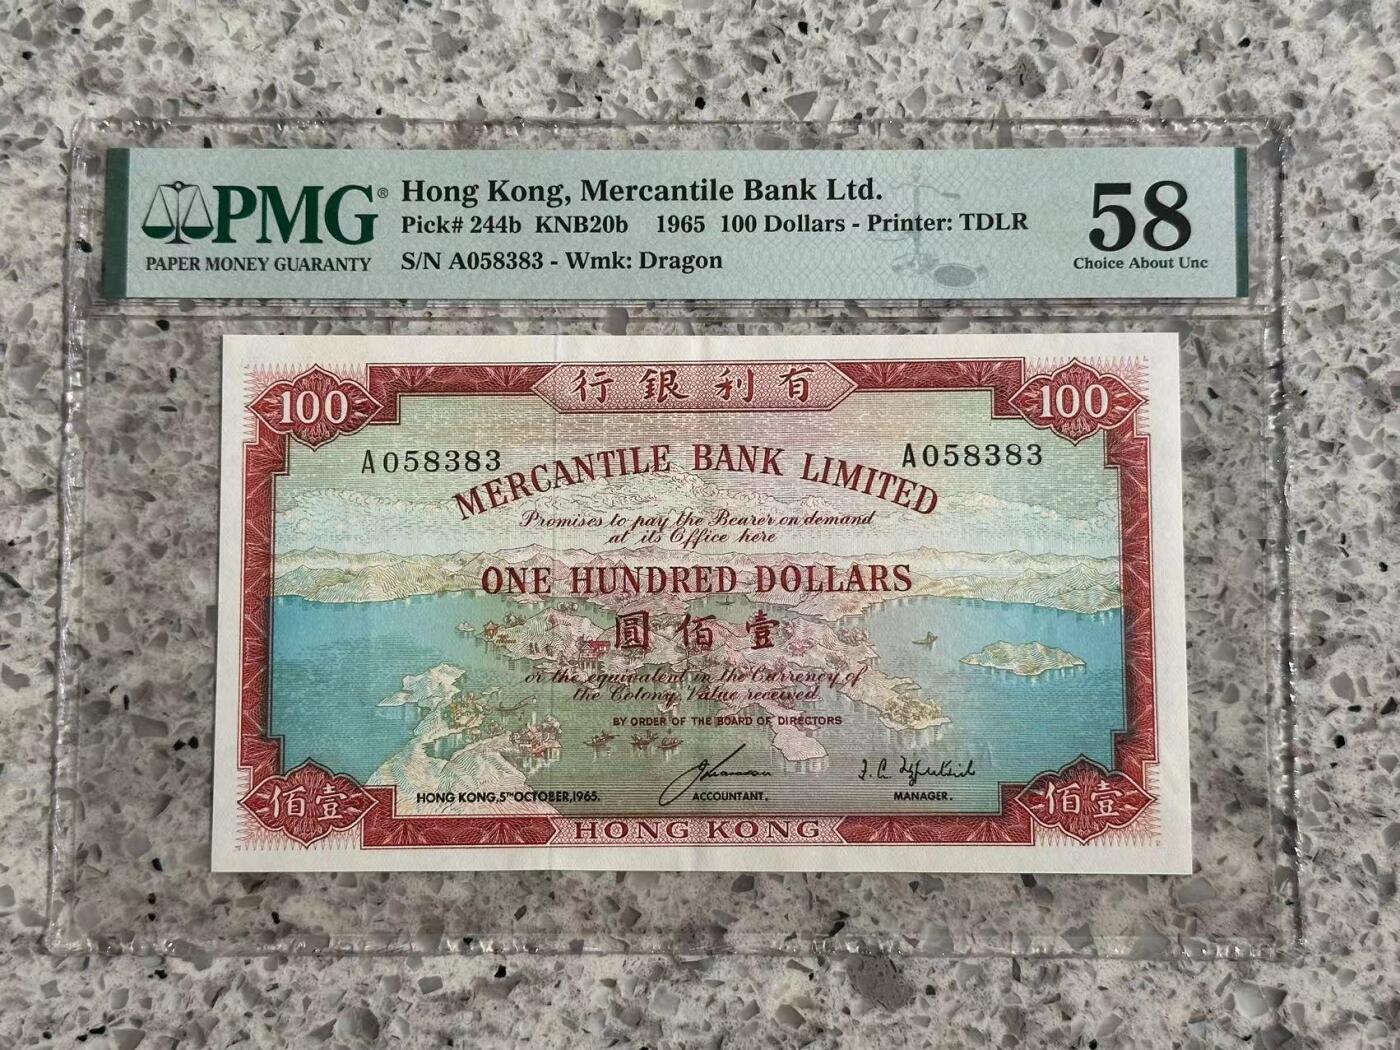 PMG®
PAPER MONEY GUARANTY
Hong Kong, Mercantile Bank Ltd.
Pick# 244b KNB20b 1965 100 Dollars - Printer: TDLR
S/N A058383 - Wmk: Dragon
58
Choice About Unc
行銀利有
100
100
A058383
A058383
MERCANTILE BANK LIMITED
Promises to pay the Bearer on demand
at its Office here
ONE HUNDRED DOLLARS
圓佰壹
or the equivalent in the Currency of
the Colony, Value received.
BY ORDER OF THE BOARD OF DIRECTORS
HONG KONG, 5TH OCTOBER, 1965.
ACCOUNTANT.
MANAGER.
佰壹
HONG KONG
佰壹